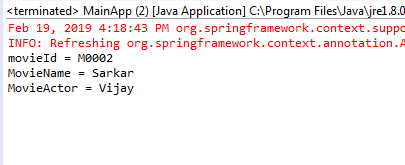 <terminated> MainApp (2) [Java Application] C:\Program Files\Java\jre1.8.0
Feb 19, 2019 4:18:43 PM org.springframework.context.suppo
INFO: Refreshing org.springframework.context.annotation.A
movieId = M0002
MovieName = Sarkar
MovieActor = Vijay